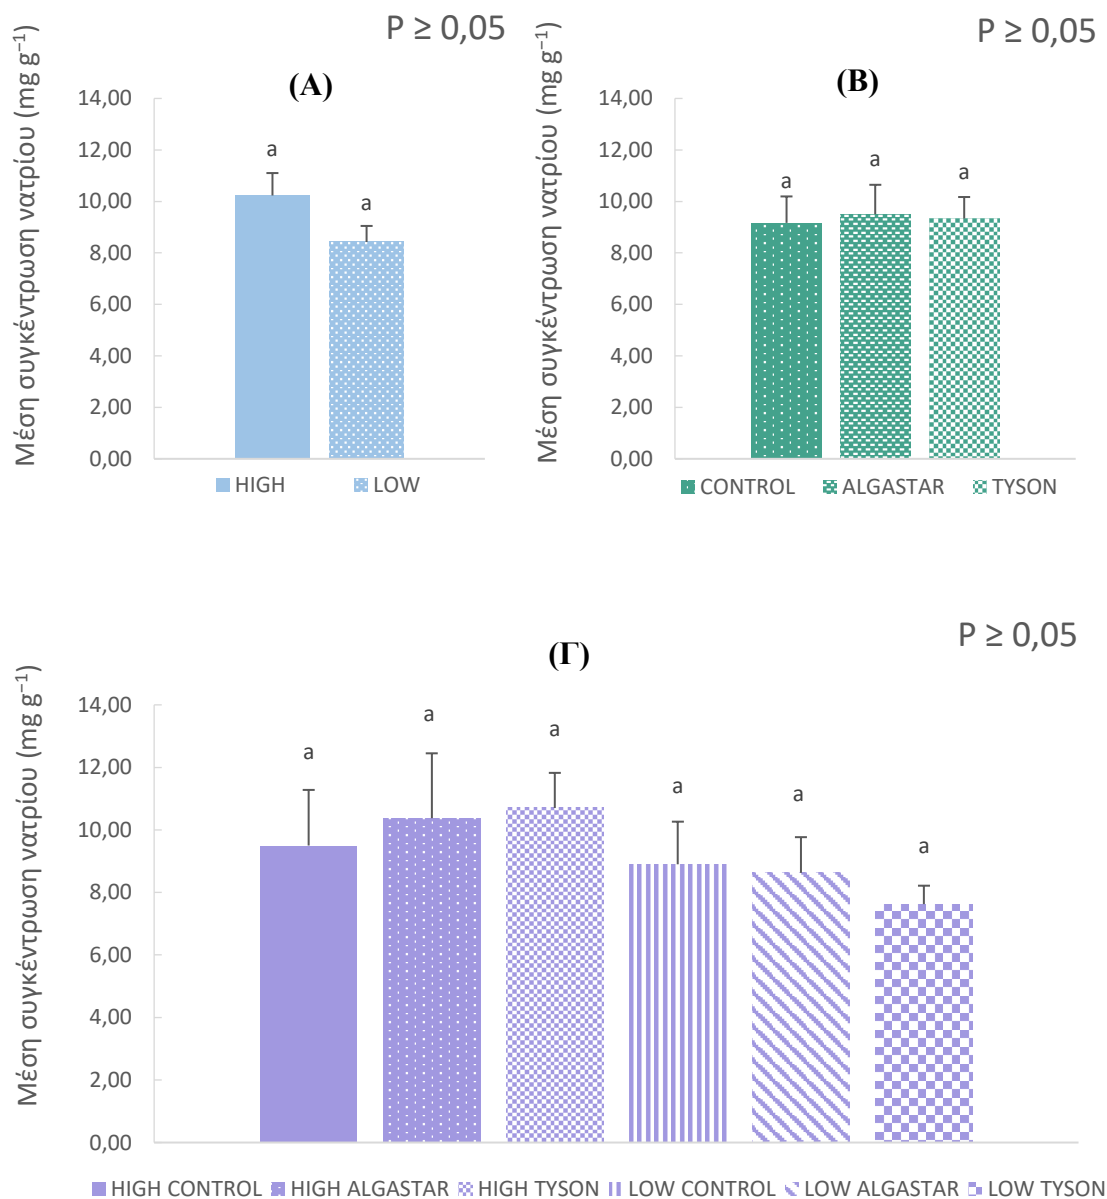 P ≥ 0,05
(A)
Μέση συγκέντρωση νατρίου (mg g⁻¹)
14,00
12,00
10,00
8,00
6,00
4,00
2,00
0,00
a
a
HIGH
LOW
P ≥ 0,05
(B)
Μέση συγκέντρωση νατρίου (mg g⁻¹)
14,00
12,00
10,00
8,00
6,00
4,00
2,00
0,00
a
a
a
CONTROL
ALGASTAR
TYSON
P ≥ 0,05
(Γ)
Μέση συγκέντρωση νατρίου (mg g⁻¹)
14,00
12,00
10,00
8,00
6,00
4,00
2,00
0,00
a
a
a
a
a
a
HIGH CONTROL
HIGH ALGASTAR
HIGH TYSON
LOW CONTROL
LOW ALGASTAR
LOW TYSON